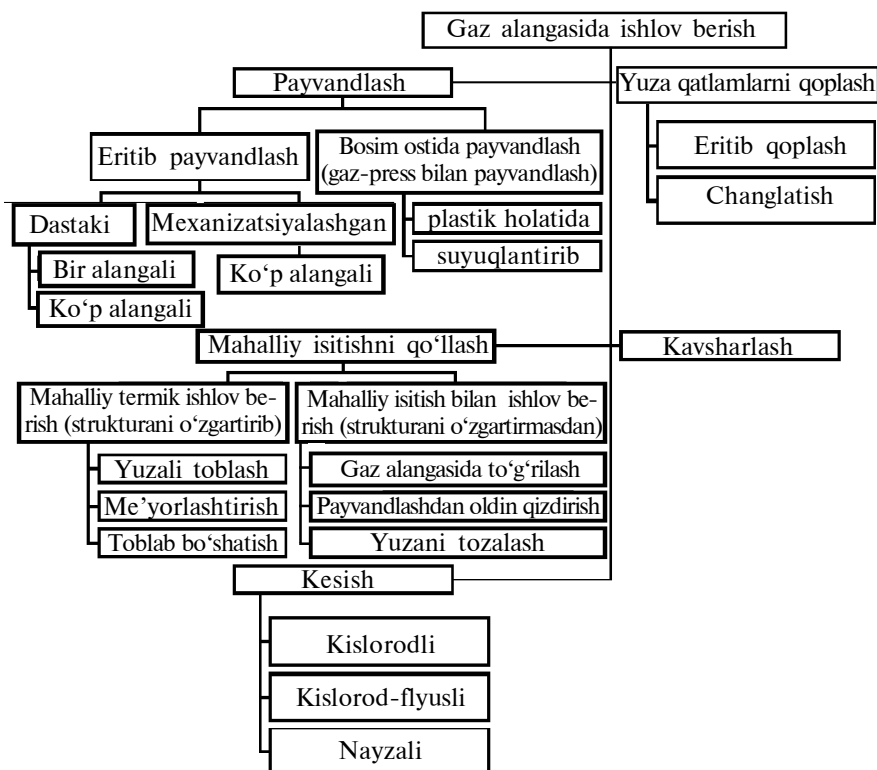 Gaz alangasida ishlov berish
Payvandlash
Yuza qatlamlarni qoplash
Eritib payvandlash
Bosim ostida payvandlash
(gaz-press bilan payvandlash)
Eritib qoplash
Changlatish
Dastaki
Mexanizatsiyalashgan
plastik holatida
suyuqlantirib
Bir alangali
Ko‘p alangali
Ko‘p alangali
Mahalliy isitishni qo‘llash
Kavsharlash
Mahalliy termik ishlov be-
rish (strukturani o‘zgartirib)
Mahalliy isitish bilan ishlov be-
rish (strukturani o‘zgartirmasdan)
Yuzali toblash
Me’yorlashtirish
Toblab bo‘shatish
Gaz alangasida to‘g‘rilash
Payvandlashdan oldin qizdirish
Yuzani tozalash
Kesish
Kislorodli
Kislorod-flyusli
Nayzali